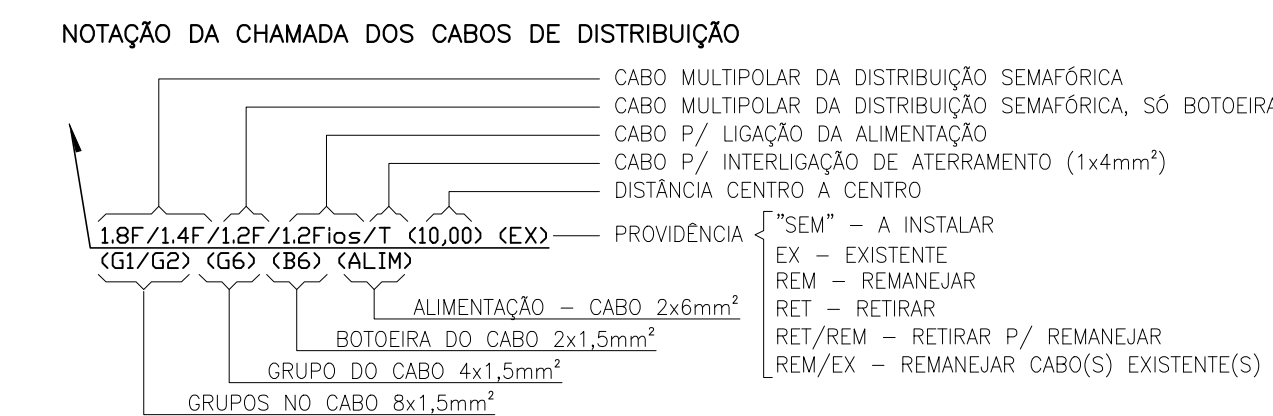 NOTAÇÃO DA CHAMADA DOS CABOS DE DISTRIBUIÇÃO
CABO MULTIPOLAR DA DISTRIBUIÇÃO SEMAFÓRICA
CABO MULTIPOLAR DA DISTRIBUIÇÃO SEMAFÓRICA, SÓ BOTOEIRA
CABO P/ LIGAÇÃO DA ALIMENTAÇÃO
CABO P/ INTERLIGAÇÃO DE ATERRAMENTO (1x4mm²)
DISTÂNCIA CENTRO A CENTRO
1.8F/1.4F/1.2F/1.2Fios/T (10,00) (EX)
PROVIDÊNCIA
(G1/G2) (G6) (B6) (ALIM)
"SEM" – A INSTALAR
EX – EXISTENTE
REM – REMANEJAR
RET – RETIRAR
RET/REM – RETIRAR P/ REMANEJAR
REM/EX – REMANEJAR CABO(S) EXISTENTE(S)
ALIMENTAÇÃO – CABO 2x6mm²
BOTOEIRA DO CABO 2x1,5mm²
GRUPO DO CABO 4x1,5mm²
GRUPOS NO CABO 8x1,5mm²